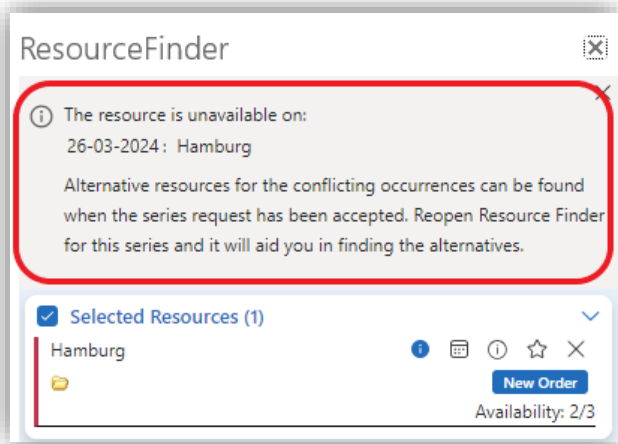 ResourceFinder
The resource is unavailable on:
26-03-2024: Hamburg
Alternative resources for the conflicting occurrences can be found
when the series request has been accepted. Reopen Resource Finder
for this series and it will aid you in finding the alternatives.
Selected Resources (1)
Hamburg
New Order
Availability: 2/3